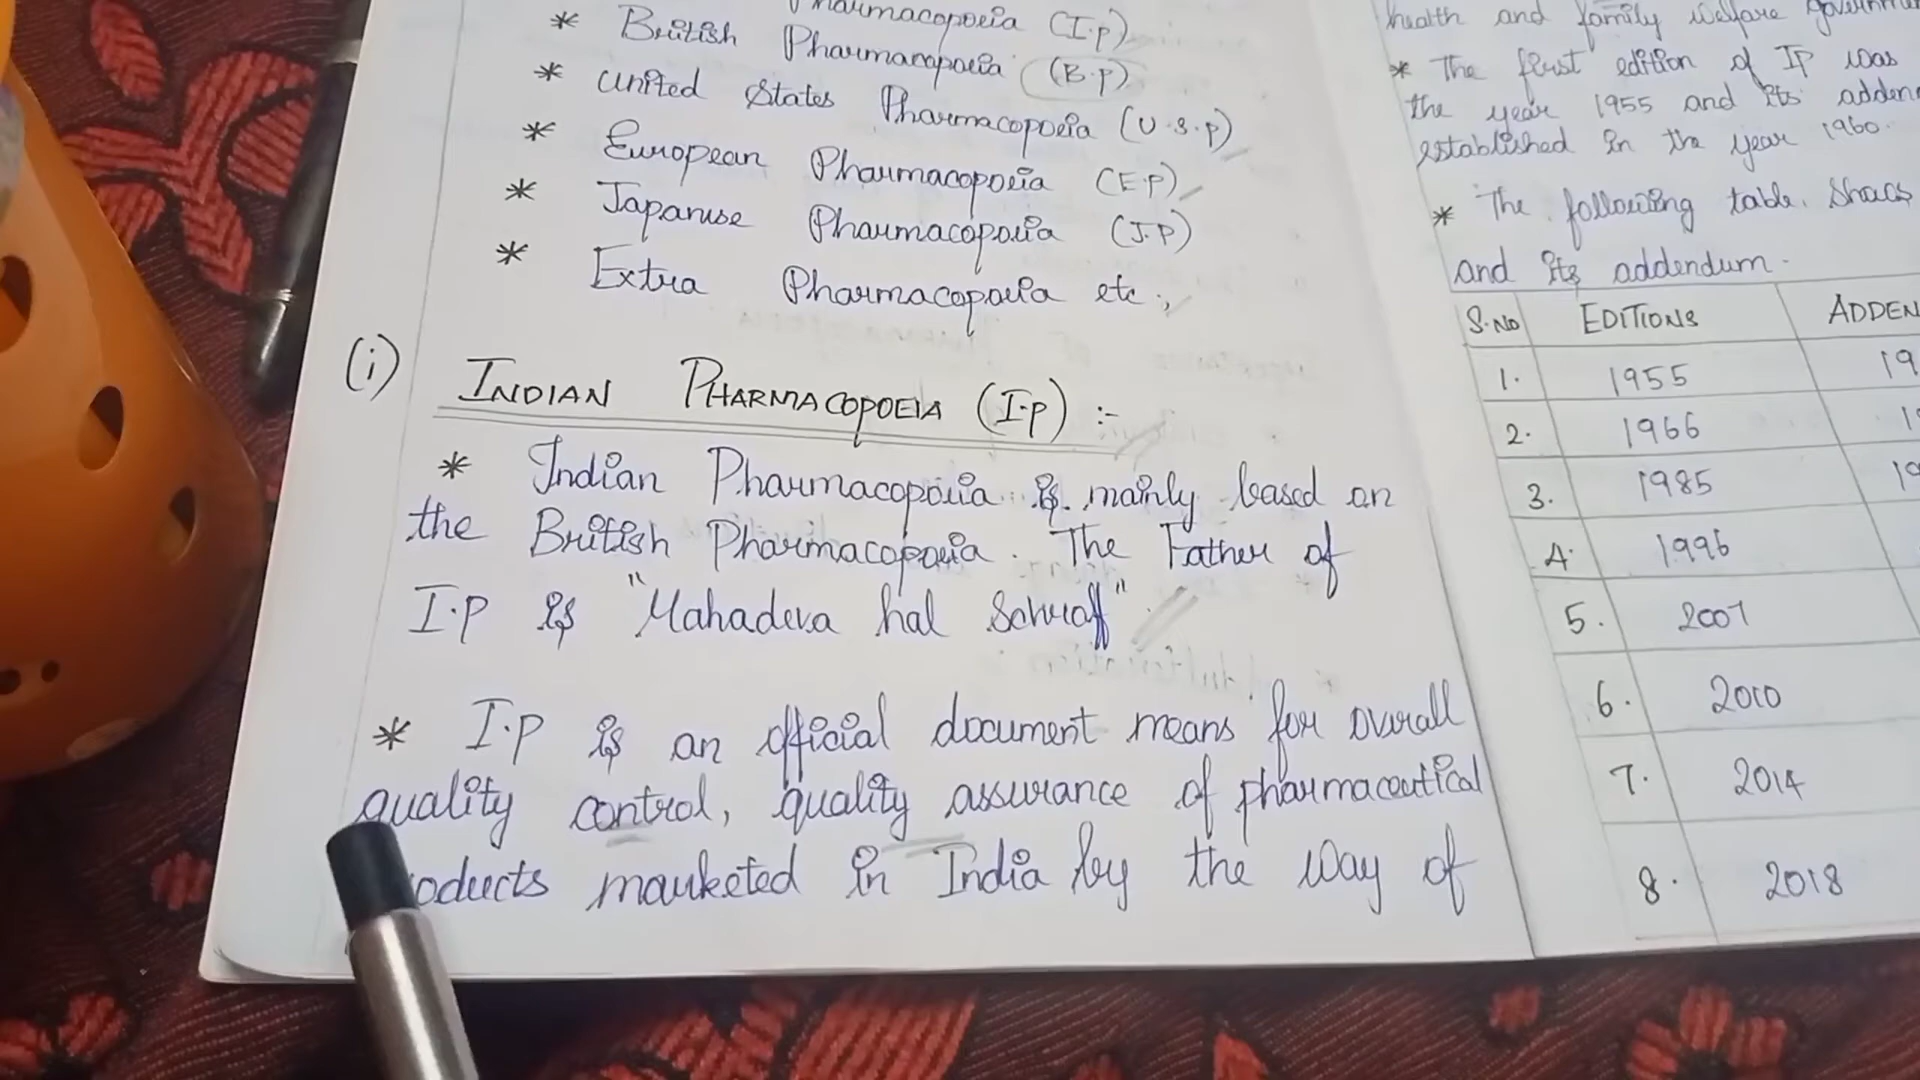 Pharmacopoeia (I.p)
* British Pharmacopoeia (B.p)
* United States Pharmacopoeia (U.S.p)
* European Pharmacopoeia (E.P)
* Japanese Pharmacopoeia (J.P)
* Extra Pharmacopoeia etc.,
(i) INDIAN PHARMACOPOEIA (I.p) :-
* Indian Pharmacopoeia is mainly based on
the British Pharmacopoeia. The Father of
I.p is "Mahadeva hal Schroff"
* I.p is an official document means for overall
quality control, quality assurance of pharmaceutical
oducts marketed in India by the way of
health and family welfare
* The first edition of IP was
the year 1955 and its
established in the year 1960.
* The following table. Shows
and its addendum.
S.No EDITIONS ADDEN
1. 1955 19
2. 1966 1
3. 1985 19
4. 1996
5. 2007
6. 2010
7. 2014
8. 2018